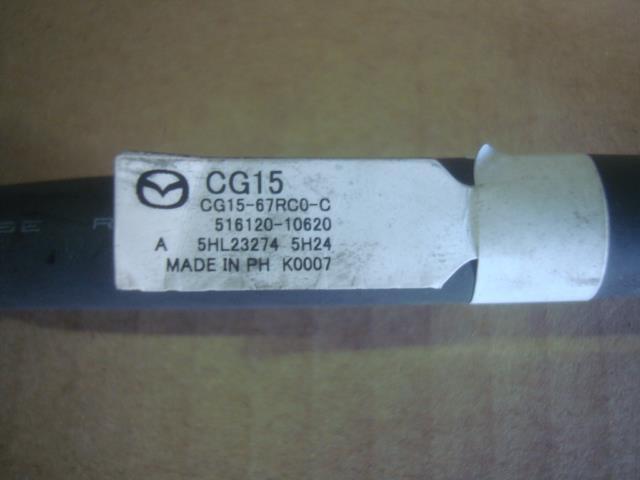 CG15
CG15-67RC0-C
516120-10620
A 5HL23274 5H24
MADE IN PH K0007